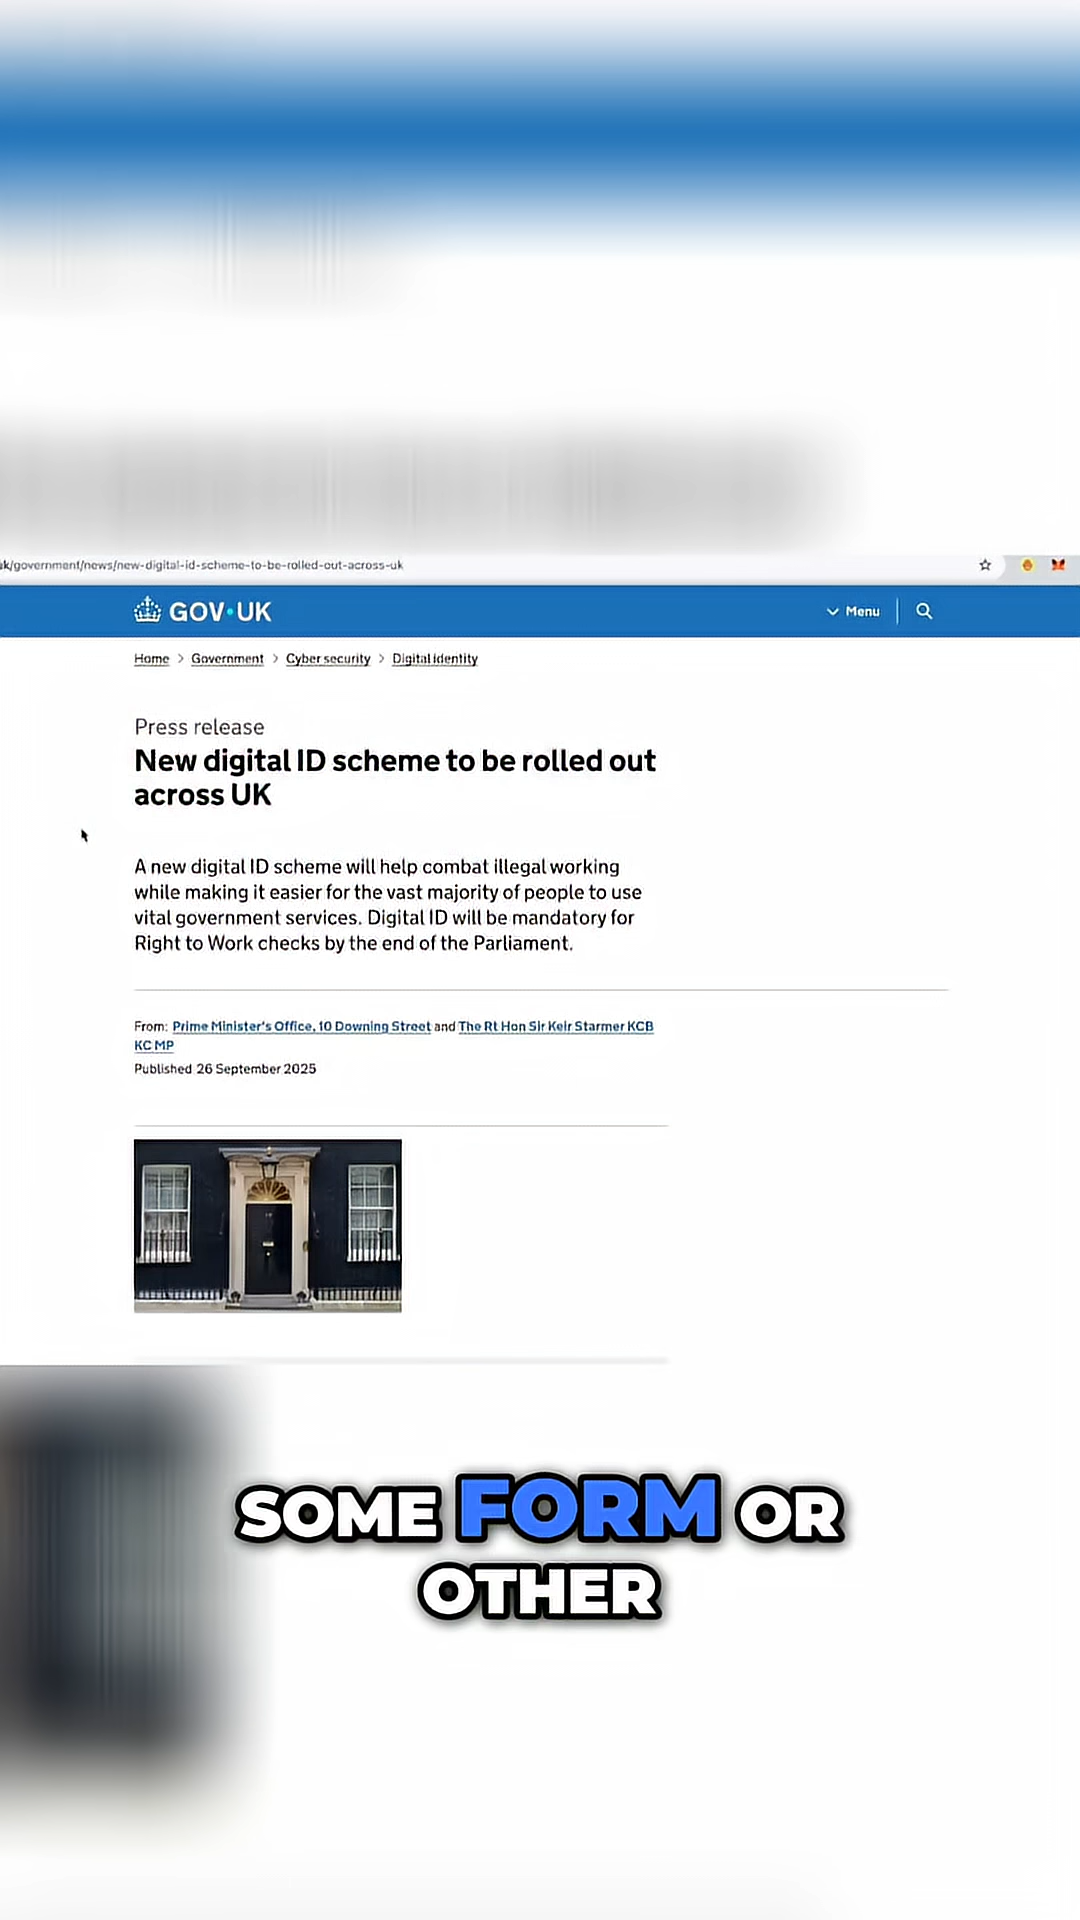 k/government/news/new-digital-id-scheme-to-be-rolled-out-across-uk
GOV·UK
Menu
Home > Government > Cyber security > Digital identity
Press release
New digital ID scheme to be rolled out
across UK
A new digital ID scheme will help combat illegal working
while making it easier for the vast majority of people to use
vital government services. Digital ID will be mandatory for
Right to Work checks by the end of the Parliament.
From: Prime Minister's Office, 10 Downing Street and The Rt Hon Sir Keir Starmer KCB
KC MP
Published 26 September 2025
SOME FORM OR
OTHER